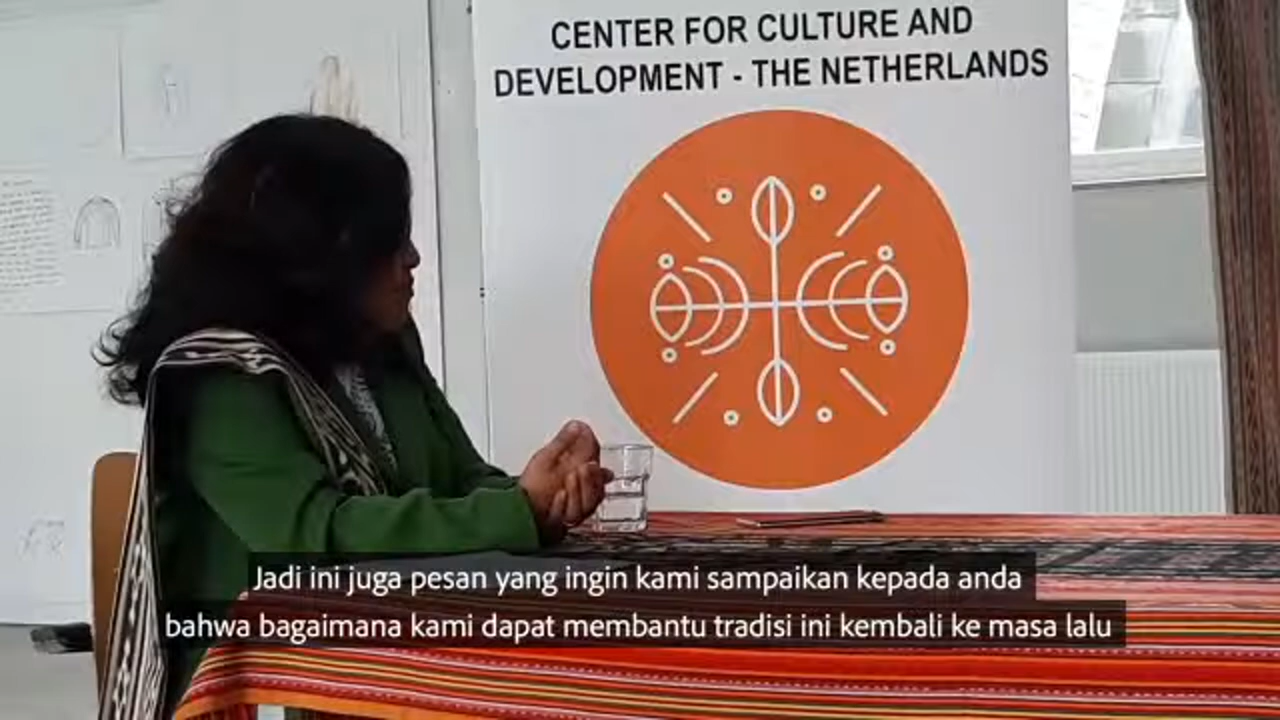 CENTER FOR CULTURE AND
DEVELOPMENT - THE NETHERLANDS
Jadi ini juga pesan yang ingin kami sampaikan kepada anda
bahwa bagaimana kami dapat membantu tradisi ini kembali ke masa lalu